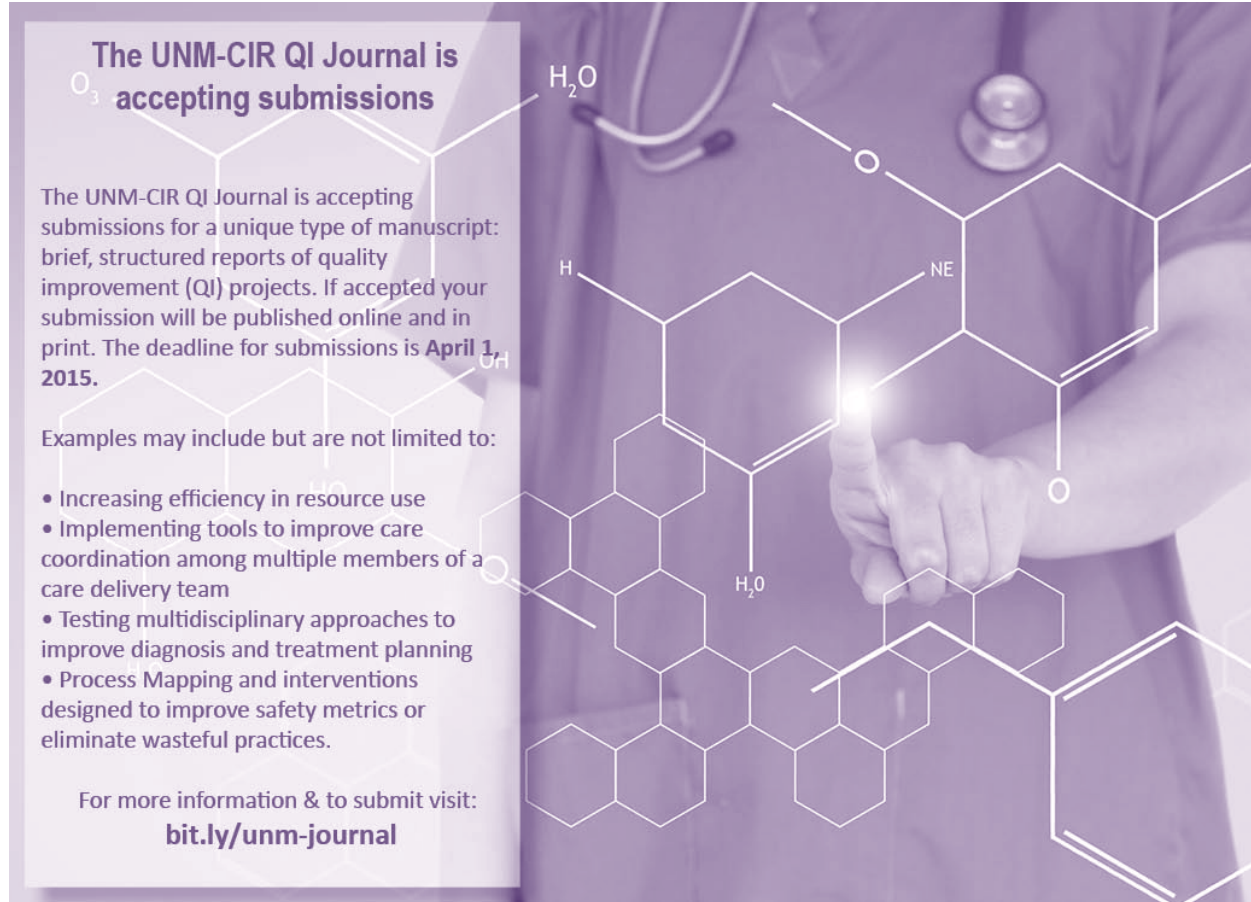 The UNM-CIR QI Journal is
accepting submissions
The UNM-CIR QI Journal is accepting
submissions for a unique type of manuscript:
brief, structured reports of quality
improvement (QI) projects. If accepted your
submission will be published online and in
print. The deadline for submissions is April 1,
2015.
Examples may include but are not limited to:
• Increasing efficiency in resource use
• Implementing tools to improve care
coordination among multiple members of a
care delivery team
• Testing multidisciplinary approaches to
improve diagnosis and treatment planning
• Process Mapping and interventions
designed to improve safety metrics or
eliminate wasteful practices.
For more information & to submit visit:
bit.ly/unm-journal
O3
H2O
O
H
NE
OH
HO
O
O
H20
H2O